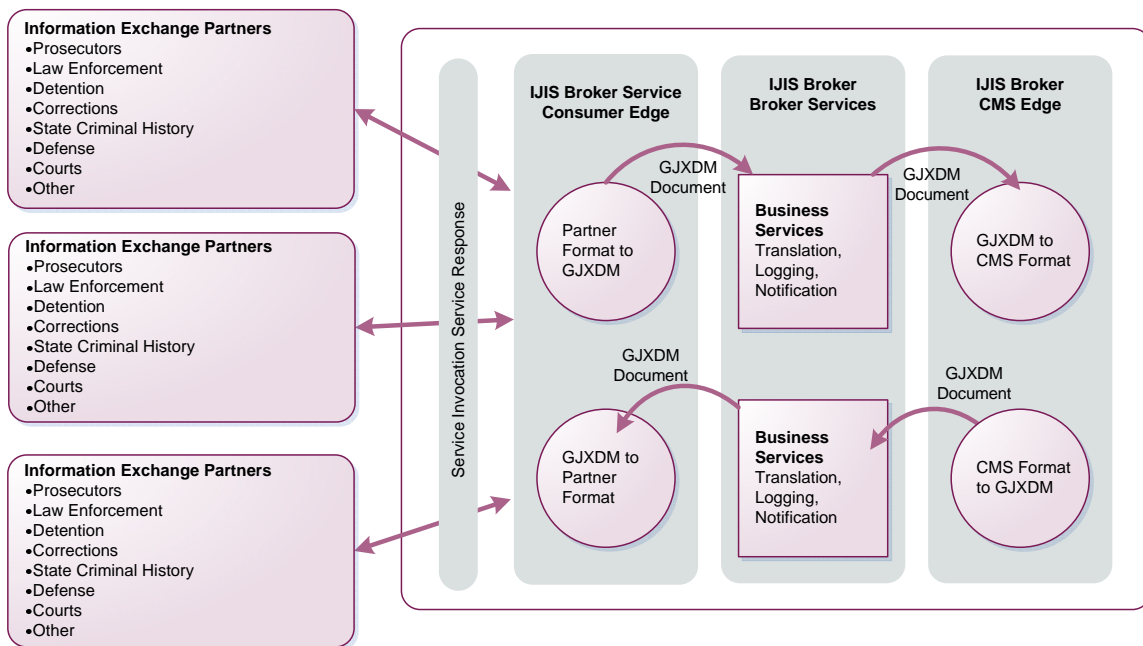 Information Exchange Partners
•Prosecutors
•Law Enforcement
•Detention
•Corrections
•State Criminal History
•Defense
•Courts
•Other
Information Exchange Partners
•Prosecutors
•Law Enforcement
•Detention
•Corrections
•State Criminal History
•Defense
•Courts
•Other
Information Exchange Partners
•Prosecutors
•Law Enforcement
•Detention
•Corrections
•State Criminal History
•Defense
•Courts
•Other
Service Invocation Service Response
IJIS Broker Service
Consumer Edge
IJIS Broker
Broker Services
IJIS Broker
CMS Edge
GJXDM
Document
GJXDM
Document
Partner
Format to
GJXDM
Business
Services
Translation,
Logging,
Notification
GJXDM to
CMS Format
GJXDM
Document
GJXDM
Document
GJXDM to
Partner
Format
Business
Services
Translation,
Logging,
Notification
CMS Format
to GJXDM